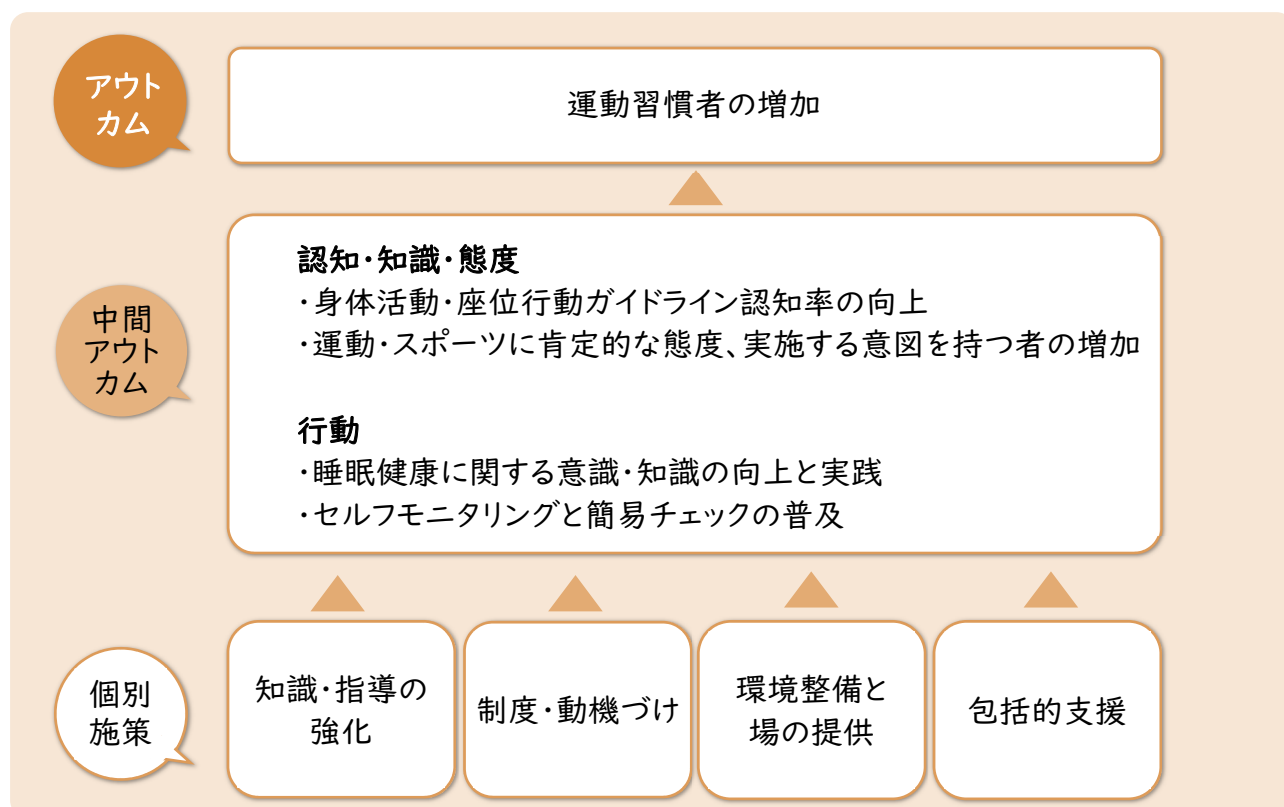 アウト
カム
運動習慣者の増加
中間
アウト
カム
認知・知識・態度
・身体活動・座位行動ガイドライン認知率の向上
・運動・スポーツに肯定的な態度、実施する意図を持つ者の増加
行動
・睡眠健康に関する意識・知識の向上と実践
・セルフモニタリングと簡易チェックの普及
個別
施策
知識・指導の
強化
制度・動機づけ
環境整備と
場の提供
包括的支援